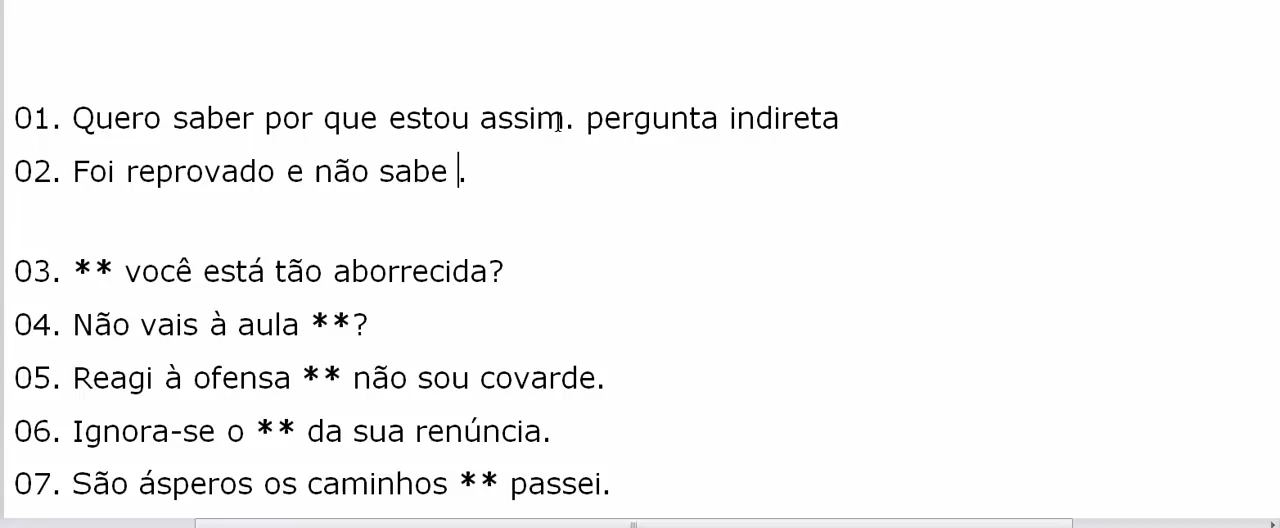 01. Quero saber por que estou assim. pergunta indireta
02. Foi reprovado e não sabe .
03. ** você está tão aborrecida?
04. Não vais à aula **?
05. Reagi à ofensa ** não sou covarde.
06. Ignora-se o ** da sua renúncia.
07. São ásperos os caminhos ** passei.